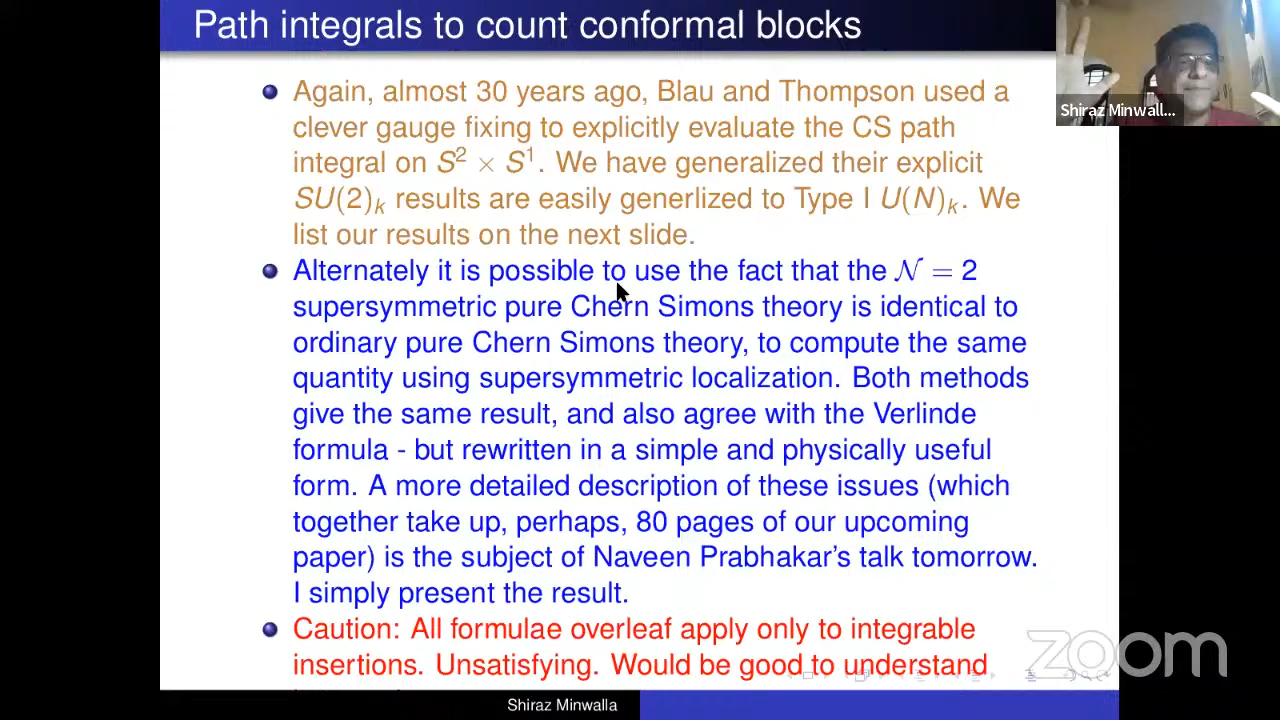 Path integrals to count conformal blocks
Shiraz Minwall...
Again, almost 30 years ago, Blau and Thompson used a
clever gauge fixing to explicitly evaluate the CS path
integral on S² × S¹. We have generalized their explicit
SU(2)ₖ results are easily generlized to Type I U(N)ₖ. We
list our results on the next slide.
Alternately it is possible to use the fact that the 𝒩 = 2
supersymmetric pure Chern Simons theory is identical to
ordinary pure Chern Simons theory, to compute the same
quantity using supersymmetric localization. Both methods
give the same result, and also agree with the Verlinde
formula - but rewritten in a simple and physically useful
form. A more detailed description of these issues (which
together take up, perhaps, 80 pages of our upcoming
paper) is the subject of Naveen Prabhakar's talk tomorrow.
I simply present the result.
Caution: All formulae overleaf apply only to integrable
insertions. Unsatisfying. Would be good to understand
zoom
Shiraz Minwalla